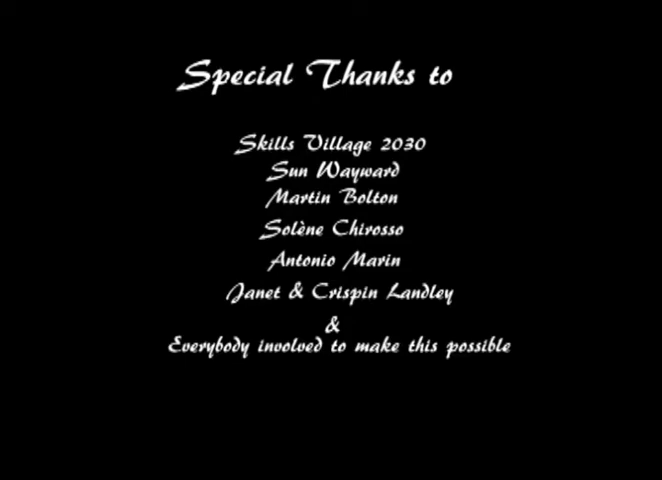 Special Thanks to
Skills Village 2030
Sun Wayward
Martin Bolton
Solène Chirosso
Antonio Marin
Janet & Crispin Landley
&
Everybody involved to make this possible